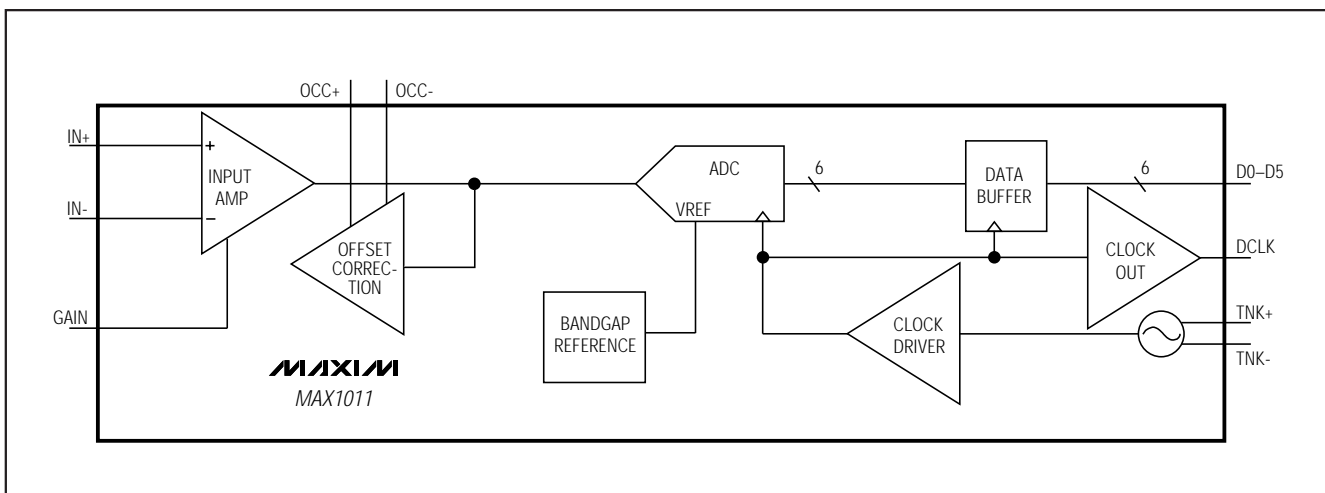 OCC+ OCC-
IN+
+
INPUT
AMP
IN-
−
GAIN
OFFSET
CORREC-
TION
MAXIM
MAX1011
ADC
VREF
6
BANDGAP
REFERENCE
DATA
BUFFER
6
D0–D5
CLOCK
OUT
DCLK
CLOCK
DRIVER
TNK+
TNK-